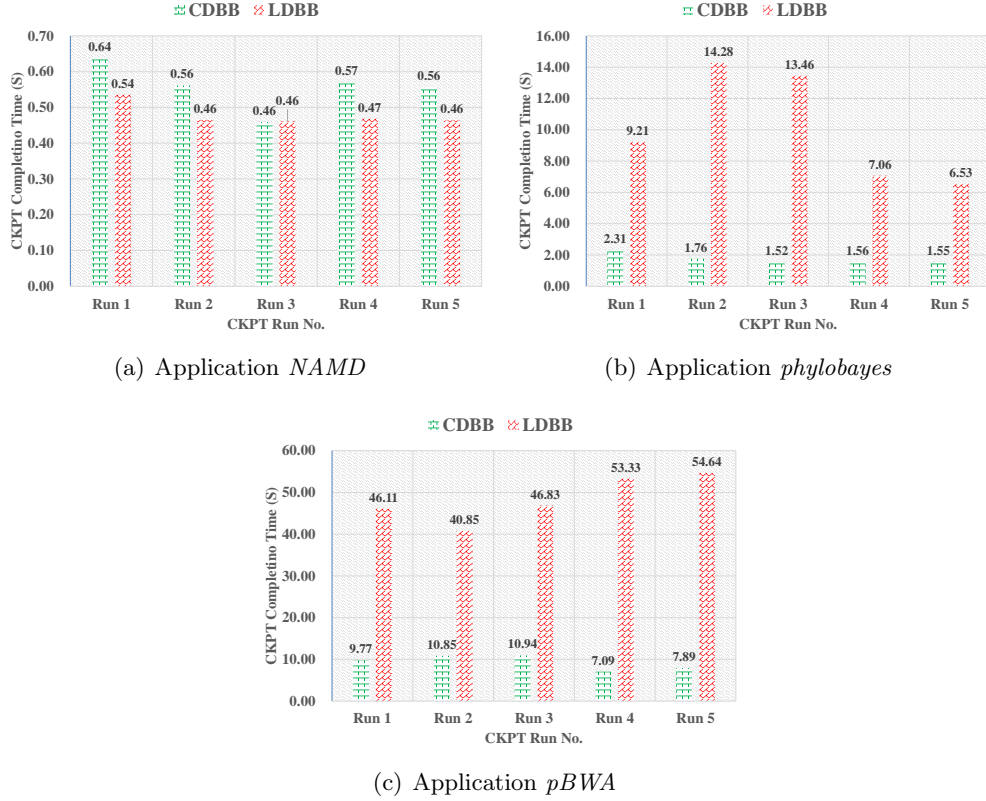 CDBB LDBB
0.70
0.60
0.50
0.40
0.30
0.20
0.10
0.00
CKPT Completino Time (S)
0.64 0.54 0.56 0.46 0.46 0.46 0.57 0.47 0.56 0.46
Run 1 Run 2 Run 3 Run 4 Run 5
CKPT Run No.
(a) Application NAMD
CDBB LDBB
16.00
14.00
12.00
10.00
8.00
6.00
4.00
2.00
0.00
CKPT Completino Time (S)
2.31 9.21 1.76 14.28 1.52 13.46 1.56 7.06 1.55 6.53
Run 1 Run 2 Run 3 Run 4 Run 5
CKPT Run No.
(b) Application phylobayes
CDBB LDBB
60.00
50.00
40.00
30.00
20.00
10.00
0.00
CKPT Completino Time (S)
9.77 46.11 10.85 40.85 10.94 46.83 7.09 53.33 7.89 54.64
Run 1 Run 2 Run 3 Run 4 Run 5
CKPT Run No.
(c) Application pBWA